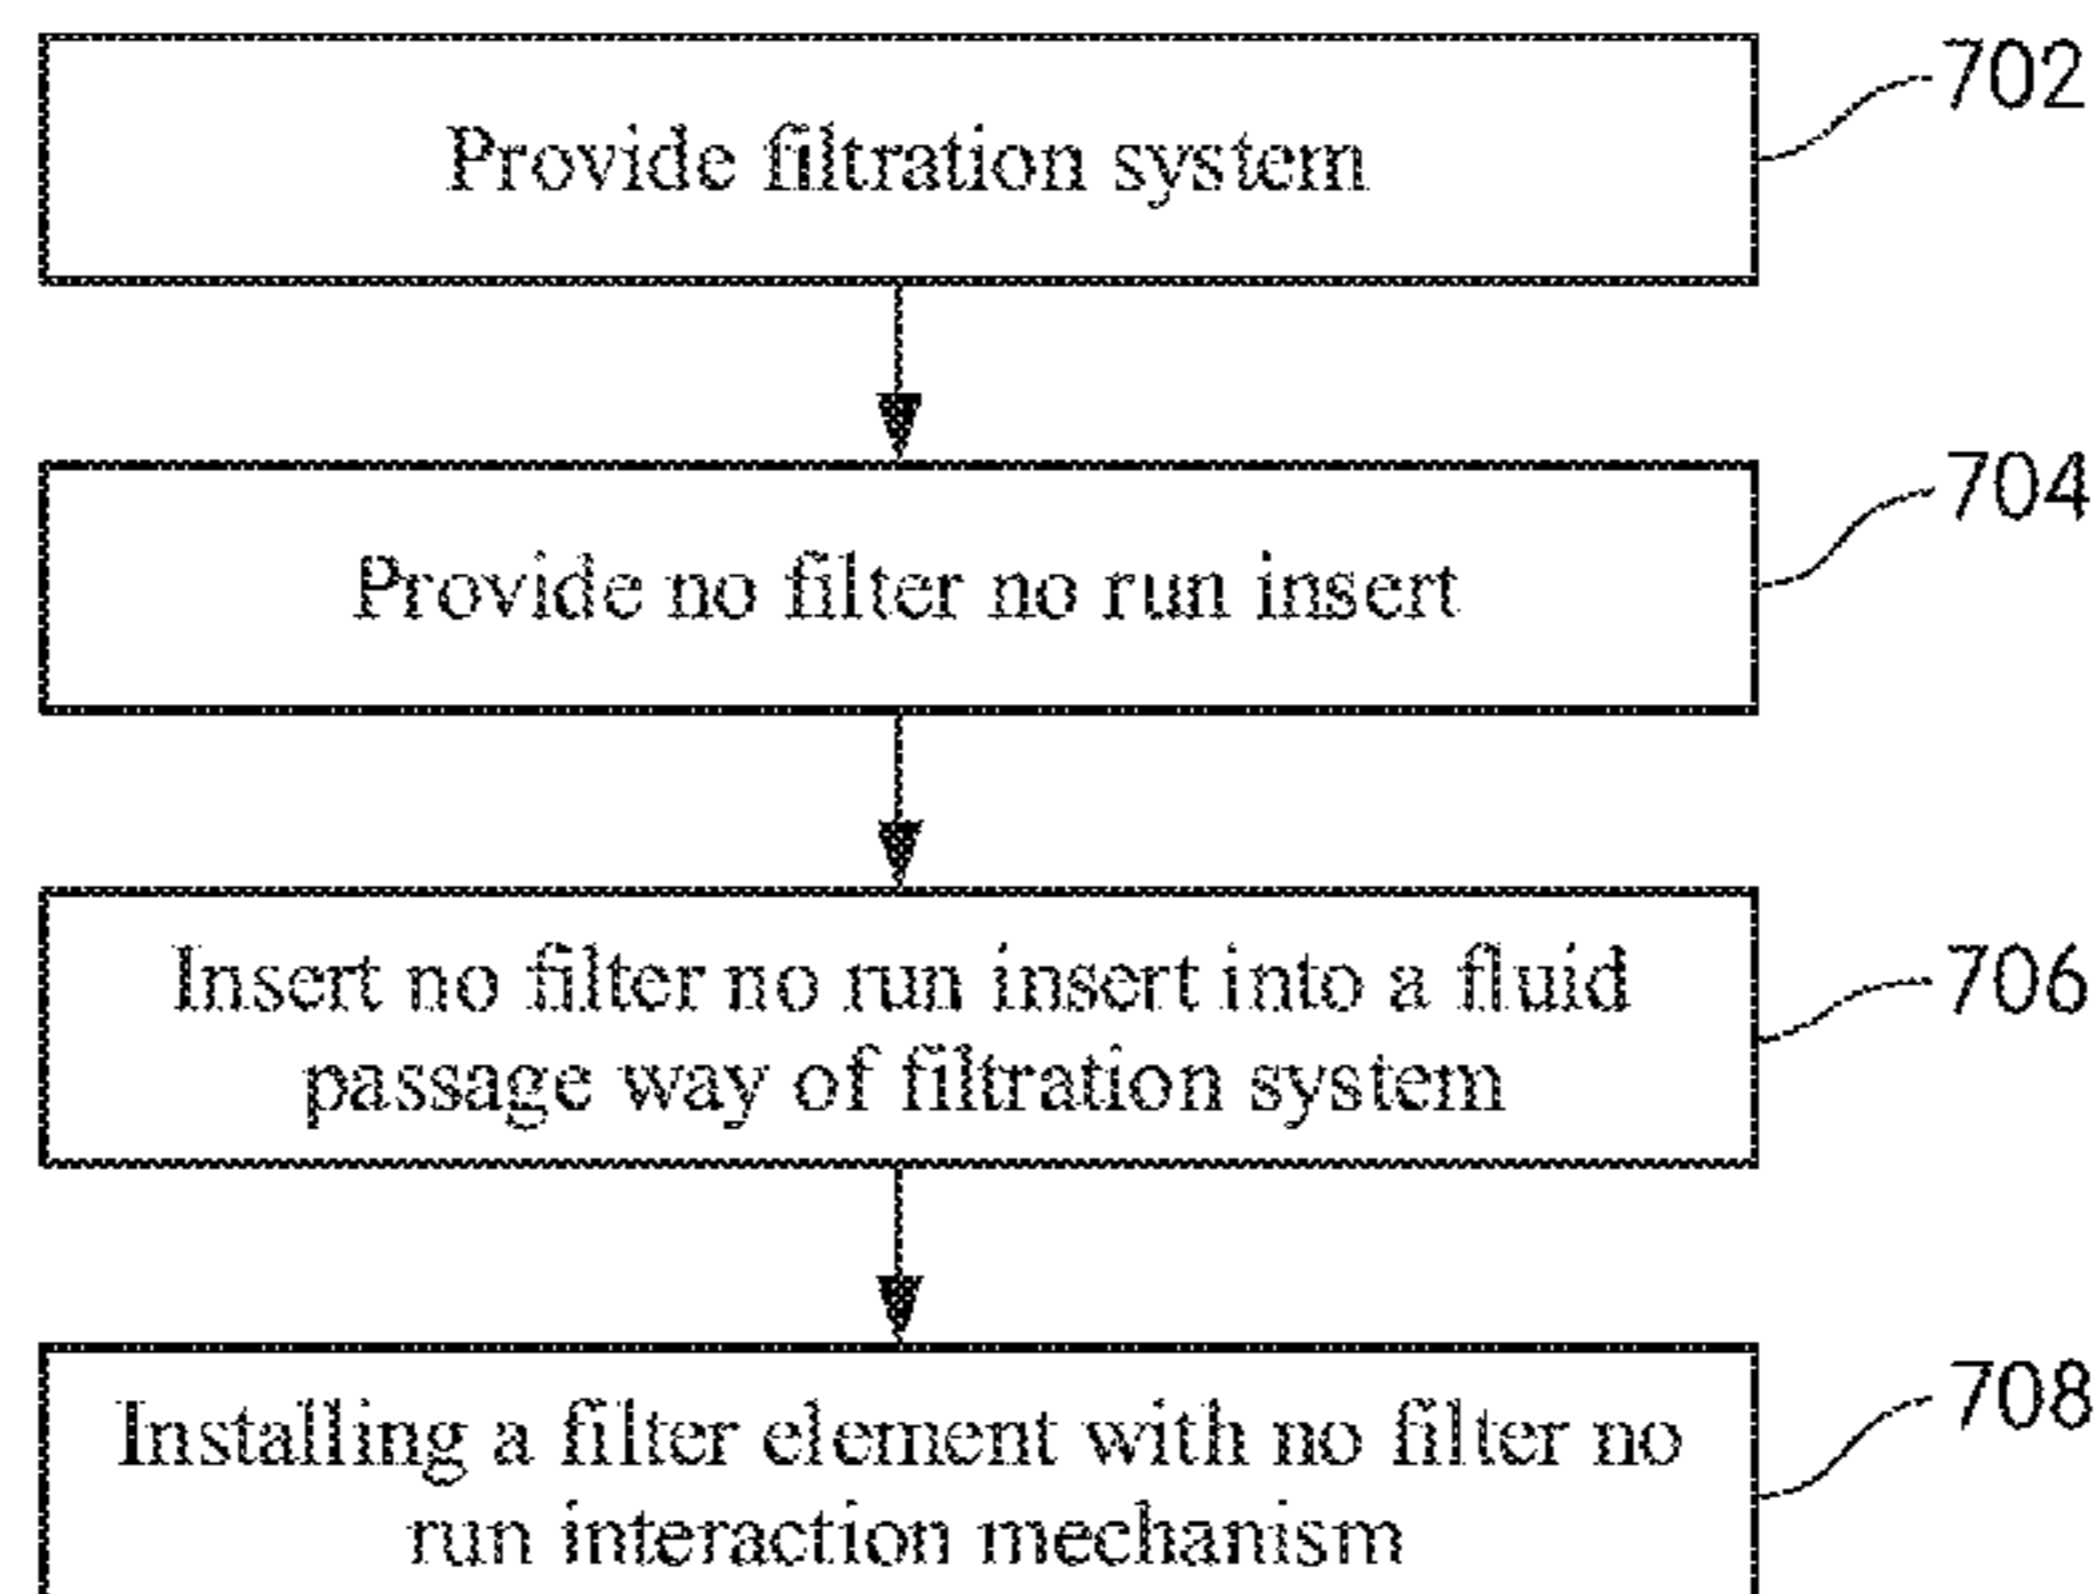 Provide filtration system
702
Provide no filter no run insert
704
Insert no filter no run insert into a fluid
passage way of filtration system
706
Installing a filter element with no filter no
run interaction mechanism
708